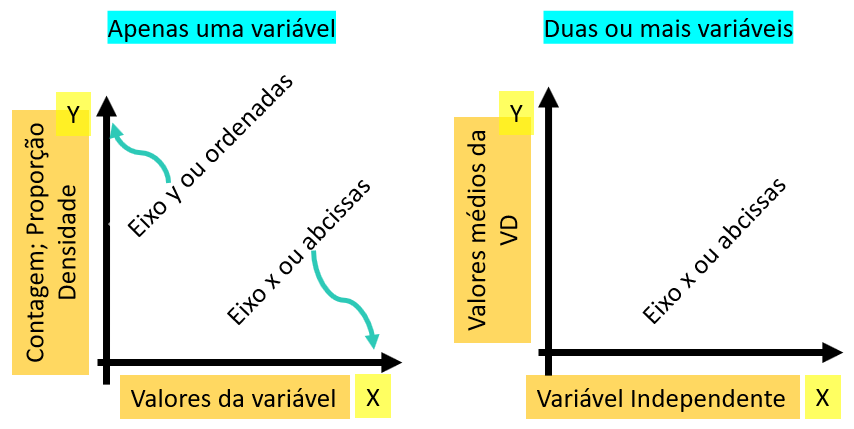 Apenas uma variável
Y
Contagem; Proporção
Densidade
Eixo y ou ordenadas
Eixo x ou abcissas
Valores da variável
X
Duas ou mais variáveis
Y
Valores médios da
VD
Eixo x ou abcissas
Variável Independente
X